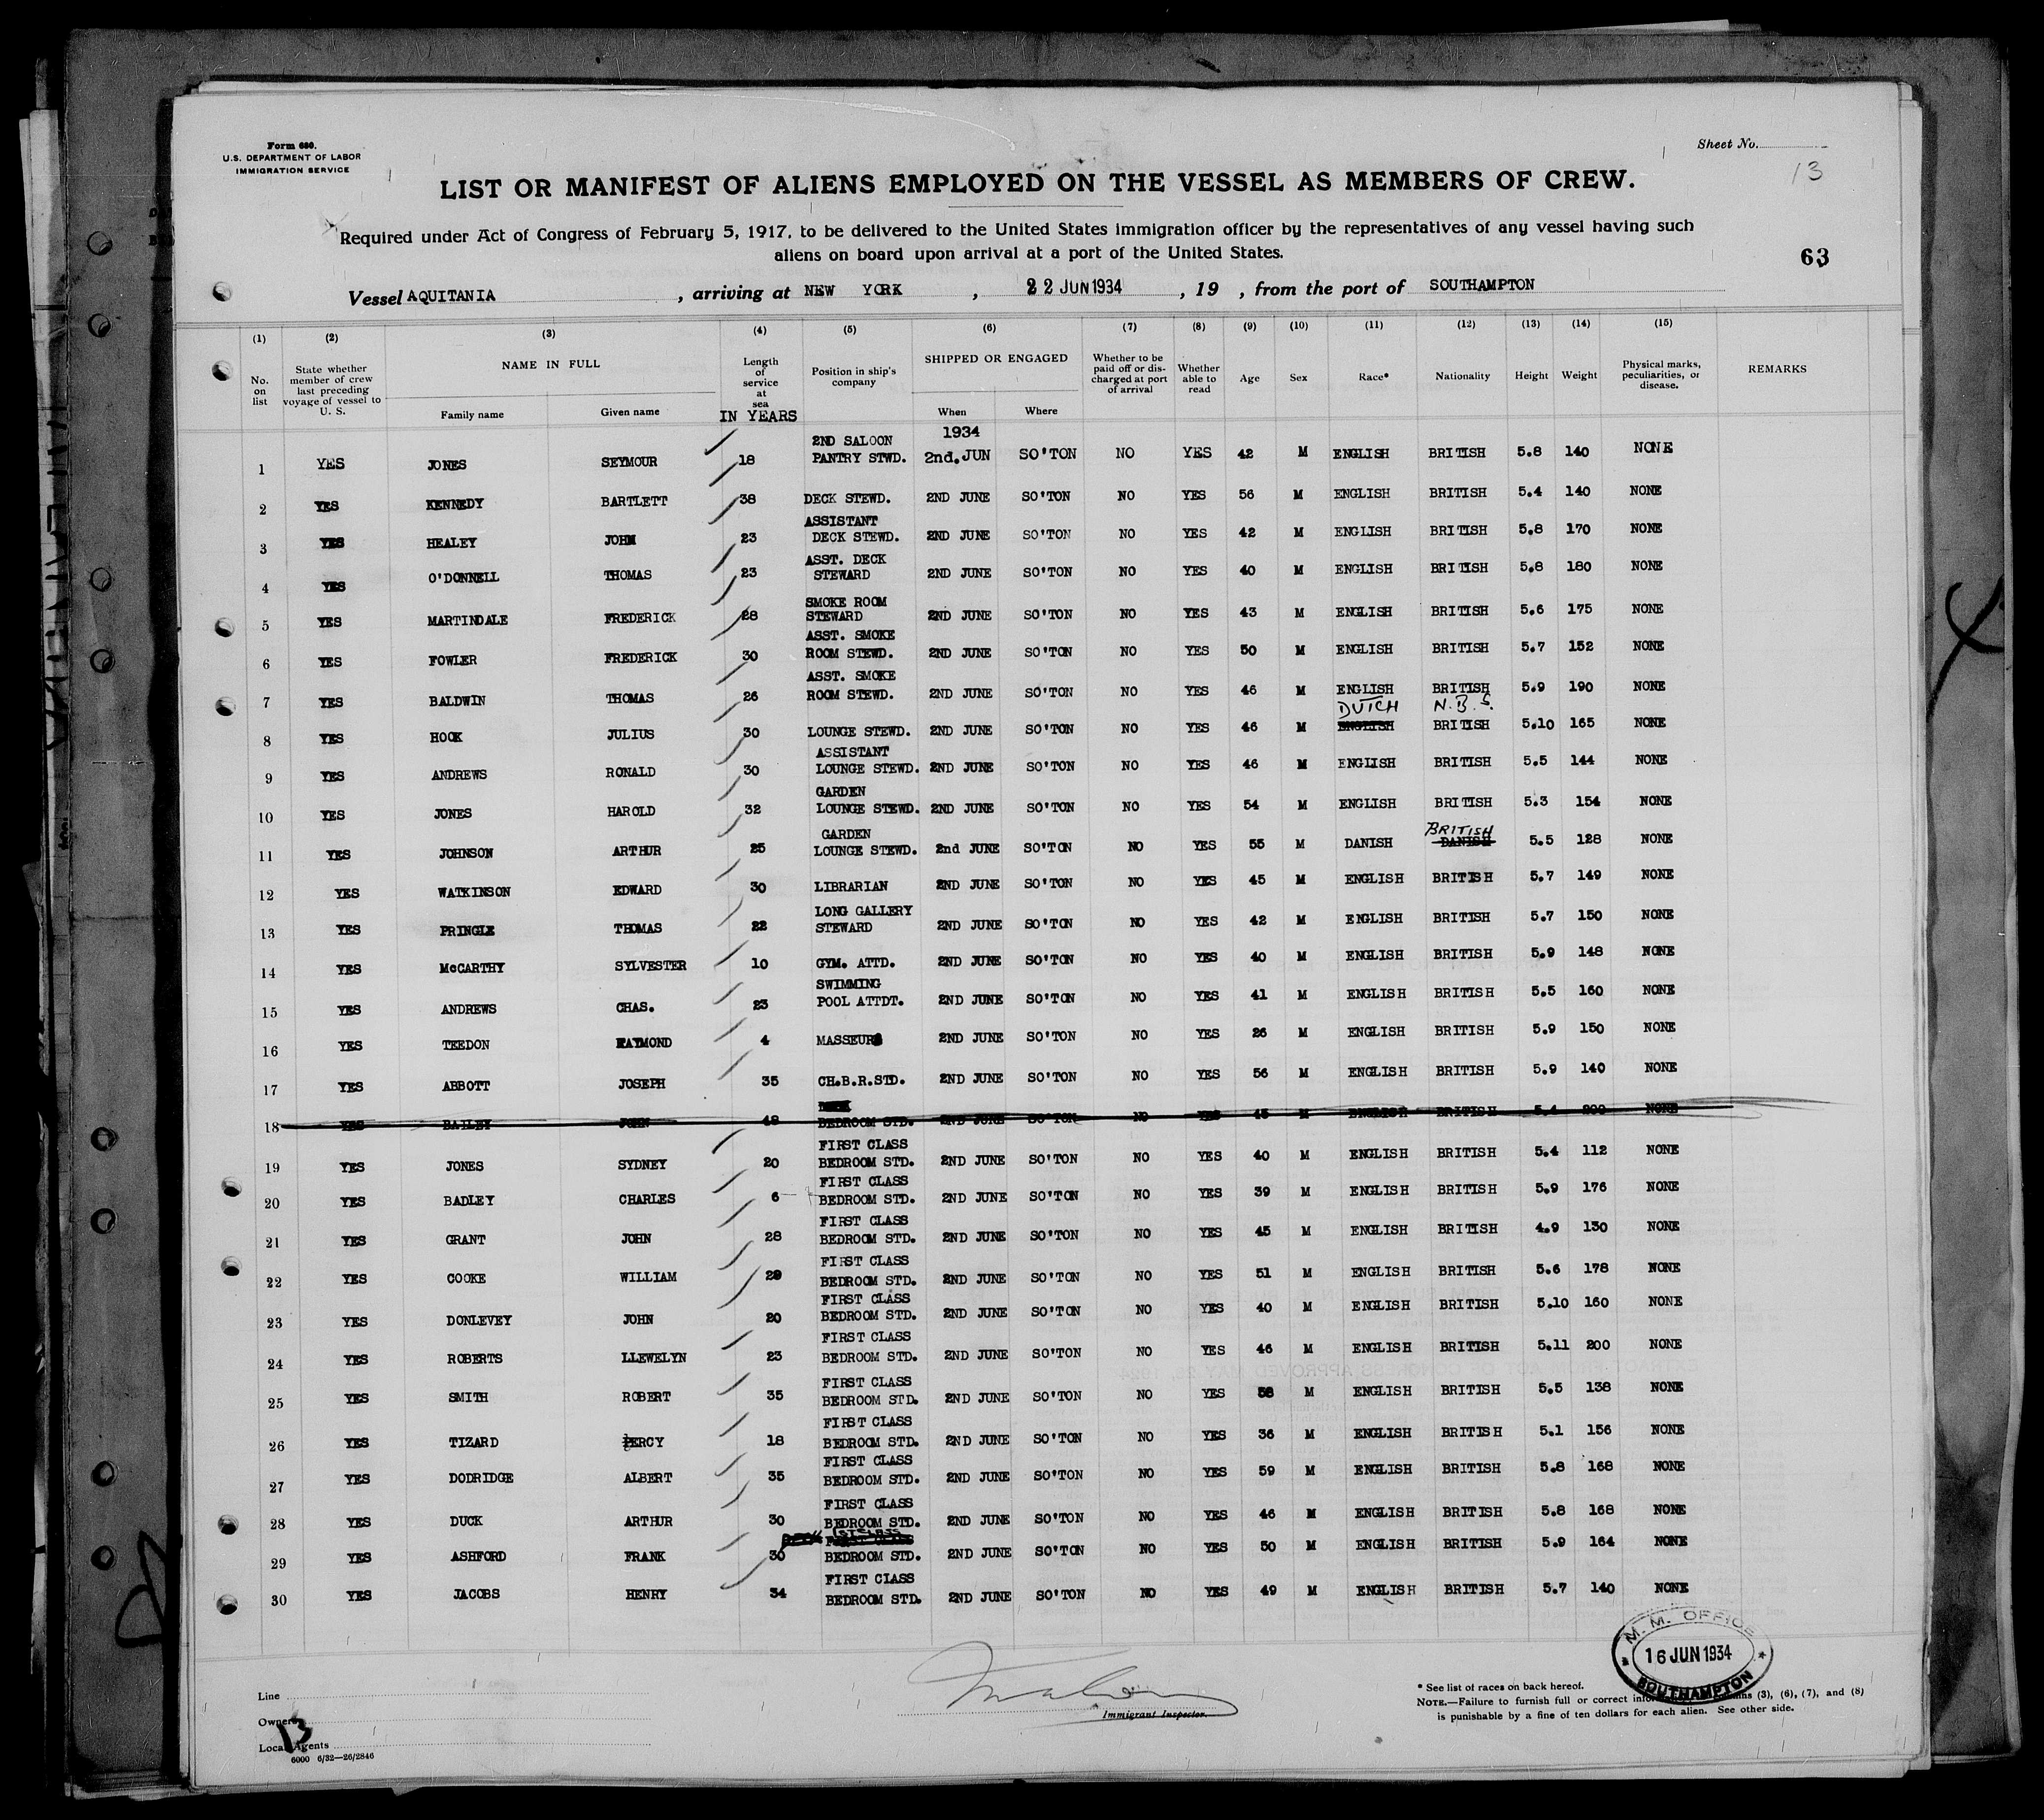 Form 680.
U.S. DEPARTMENT OF LABOR
IMMIGRATION SERVICE
Sheet No.
13
LIST OR MANIFEST OF ALIENS EMPLOYED ON THE VESSEL AS MEMBERS OF CREW.
Required under Act of Congress of February 5, 1917, to be delivered to the United States immigration officer by the representatives of any vessel having such
aliens on board upon arrival at a port of the United States.
63
Vessel AQUITANIA , arriving at NEW YORK , 22 JUN 1934 , 19 , from the port of SOUTHAMPTON
(1) (2) (3) (4) (5) (6) (7) (8) (9) (10) (11) (12) (13) (14) (15)
No. on list State whether member of crew last preceding voyage of vessel to U. S. NAME IN FULL Family name Given name Length of service at sea IN YEARS Position in ship's company SHIPPED OR ENGAGED When Where Whether to be paid off or discharged at port of arrival Whether able to read Age Sex Race* Nationality Height Weight Physical marks, peculiarities, or disease. REMARKS
1934
1 YES JONES SEYMOUR 18 2ND SALOON PANTRY STWD. 2nd. JUN SO'TON NO YES 42 M ENGLISH BRITISH 5.8 140 NONE
2 YES KENNEDY BARTLETT 38 DECK STEWD. 2ND JUNE SO'TON NO YES 56 M ENGLISH BRITISH 5.4 140 NONE
3 YES HEALEY JOHN 23 ASSISTANT DECK STEWD. 2ND JUNE SO'TON NO YES 42 M ENGLISH BRITISH 5.8 170 NONE
4 YES O'DONNELL THOMAS 23 ASST. DECK STEWARD 2ND JUNE SO'TON NO YES 40 M ENGLISH BRITISH 5.8 180 NONE
5 YES MARTINDALE FREDERICK 28 SMOKE ROOM STEWARD 2ND JUNE SO'TON NO YES 43 M ENGLISH BRITISH 5.6 175 NONE
6 YES FOWLER FREDERICK 30 ASST. SMOKE ROOM STEWD. 2ND JUNE SO'TON NO YES 50 M ENGLISH BRITISH 5.7 152 NONE
7 YES BALDWIN THOMAS 26 ASST. SMOKE ROOM STEWD. 2ND JUNE SO'TON NO YES 46 M ENGLISH BRITISH 5.9 190 NONE
DUTCH N.B.S.
8 YES HOOK JULIUS 30 LOUNGE STEWD. 2ND JUNE SO'TON NO YES 46 M ENGLISH BRITISH 5.10 165 NONE
9 YES ANDREWS RONALD 30 ASSISTANT LOUNGE STEWD. 2ND JUNE SO'TON NO YES 46 M ENGLISH BRITISH 5.5 144 NONE
10 YES JONES HAROLD 32 GARDEN LOUNGE STEWD. 2ND JUNE SO'TON NO YES 54 M ENGLISH BRITISH 5.3 154 NONE
BRITISH
11 YES JOHNSON ARTHUR 25 GARDEN LOUNGE STEWD. 2nd JUNE SO'TON NO YES 55 M DANISH DANISH 5.5 128 NONE
12 YES WATKINSON EDWARD 30 LIBRARIAN 2ND JUNE SO'TON NO YES 45 M ENGLISH BRITISH 5.7 149 NONE
13 YES PRINGLE THOMAS 22 LONG GALLERY STEWARD 2ND JUNE SO'TON NO YES 42 M ENGLISH BRITISH 5.7 150 NONE
14 YES McCARTHY SYLVESTER 10 GYM. ATTD. 2ND JUNE SO'TON NO YES 40 M ENGLISH BRITISH 5.9 148 NONE
15 YES ANDREWS CHAS. 23 SWIMMING POOL ATTDT. 2ND JUNE SO'TON NO YES 41 M ENGLISH BRITISH 5.5 160 NONE
16 YES TEEDON RAYMOND 4 MASSEUR 2ND JUNE SO'TON NO YES 26 M ENGLISH BRITISH 5.9 150 NONE
17 YES ABBOTT JOSEPH 35 CH.B.R.STD. 2ND JUNE SO'TON NO YES 56 M ENGLISH BRITISH 5.9 140 NONE
18 YES BAILEY JOHN 48 BEDROOM STD. 2ND JUNE SO'TON NO YES 45 M ENGLISH BRITISH 5.4 200 NONE
19 YES JONES SYDNEY 20 FIRST CLASS BEDROOM STD. 2ND JUNE SO'TON NO YES 40 M ENGLISH BRITISH 5.4 112 NONE
20 YES BADLEY CHARLES 6 FIRST CLASS BEDROOM STD. 2ND JUNE SO'TON NO YES 39 M ENGLISH BRITISH 5.9 176 NONE
21 YES GRANT JOHN 28 FIRST CLASS BEDROOM STD. 2ND JUNE SO'TON NO YES 45 M ENGLISH BRITISH 4.9 130 NONE
22 YES COOKE WILLIAM 29 FIRST CLASS BEDROOM STD. 2ND JUNE SO'TON NO YES 51 M ENGLISH BRITISH 5.6 178 NONE
23 YES DONLEVEY JOHN 20 FIRST CLASS BEDROOM STD. 2ND JUNE SO'TON NO YES 40 M ENGLISH BRITISH 5.10 160 NONE
24 YES ROBERTS LLEWELYN 23 FIRST CLASS BEDROOM STD. 2ND JUNE SO'TON NO YES 46 M ENGLISH BRITISH 5.11 200 NONE
25 YES SMITH ROBERT 35 FIRST CLASS BEDROOM STD. 2ND JUNE SO'TON NO YES 58 M ENGLISH BRITISH 5.5 138 NONE
26 YES TIZARD PERCY 18 FIRST CLASS BEDROOM STD. 2ND JUNE SO'TON NO YES 36 M ENGLISH BRITISH 5.1 156 NONE
27 YES DODRIDGE ALBERT 35 FIRST CLASS BEDROOM STD. 2ND JUNE SO'TON NO YES 59 M ENGLISH BRITISH 5.8 168 NONE
28 YES DUCK ARTHUR 30 FIRST CLASS BEDROOM STD. 2ND JUNE SO'TON NO YES 46 M ENGLISH BRITISH 5.8 168 NONE
29 YES ASHFORD FRANK 30 1ST CLASS FIRST CLASS BEDROOM STD. 2ND JUNE SO'TON NO YES 50 M ENGLISH BRITISH 5.9 164 NONE
30 YES JACOBS HENRY 34 FIRST CLASS BEDROOM STD. 2ND JUNE SO'TON NO YES 49 M ENGLISH BRITISH 5.7 140 NONE
M. M. OFFICE
16 JUN 1934
SOUTHAMPTON
Line
Owners
Local Agents
13
6000 6/32—26/2846
Immigrant Inspector.
* See list of races on back hereof.
NOTE.—Failure to furnish full or correct (3), (6), (7), and (8)
is punishable by a fine of ten dollars for each alien. See other side.